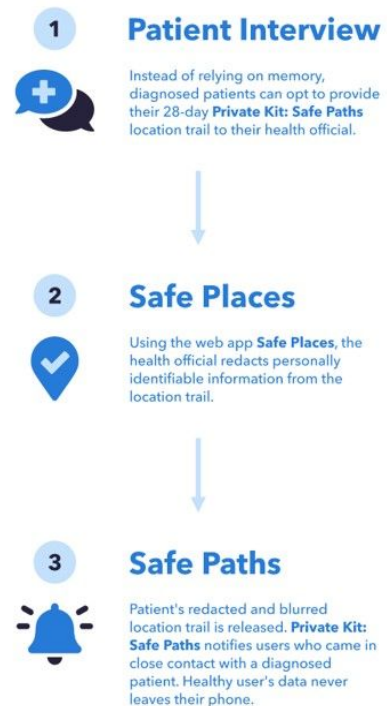 1
Patient Interview
Instead of relying on memory,
diagnosed patients can opt to provide
their 28-day Private Kit: Safe Paths
location trail to their health official.
2
Safe Places
Using the web app Safe Places, the
health official redacts personally
identifiable information from the
location trail.
3
Safe Paths
Patient's redacted and blurred
location trail is released. Private Kit:
Safe Paths notifies users who came in
close contact with a diagnosed
patient. Healthy user's data never
leaves their phone.